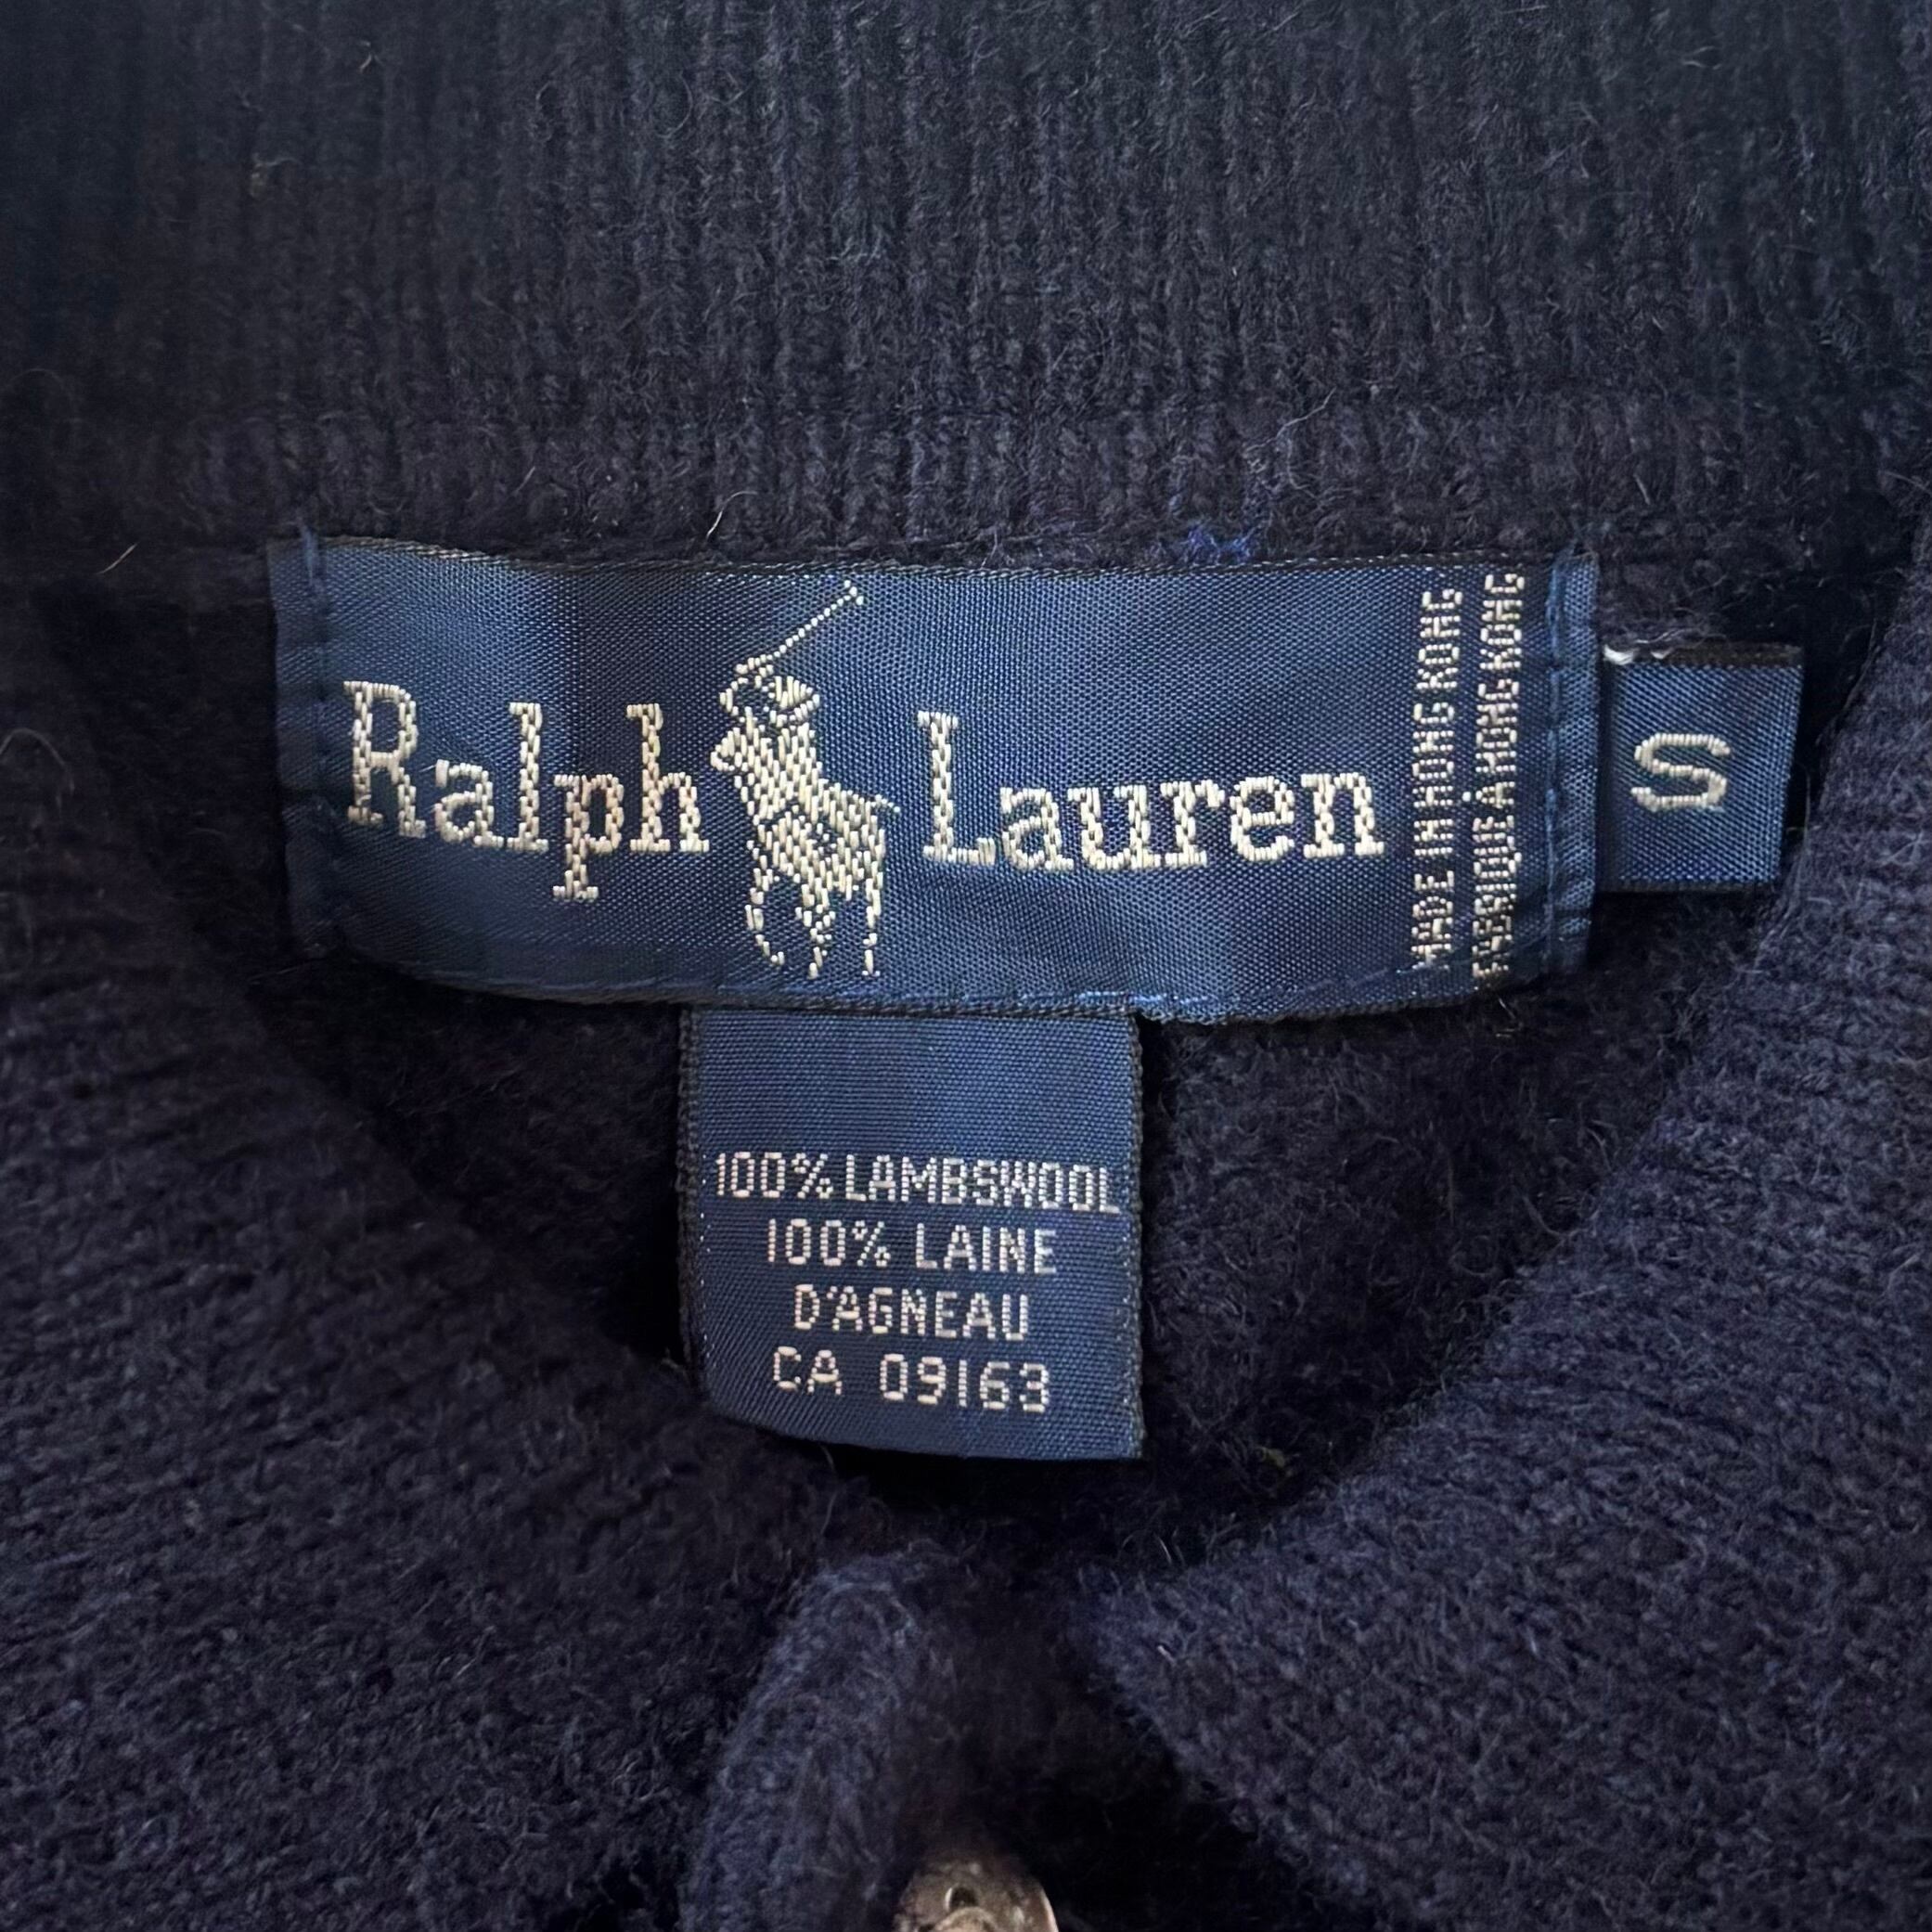 Ralph Lauren
MADE IN HONG KONG
FABRIQUÉ À HONG KONG
S
100% LAMBSWOOL
100% LAINE
D'AGNEAU
CA 09163